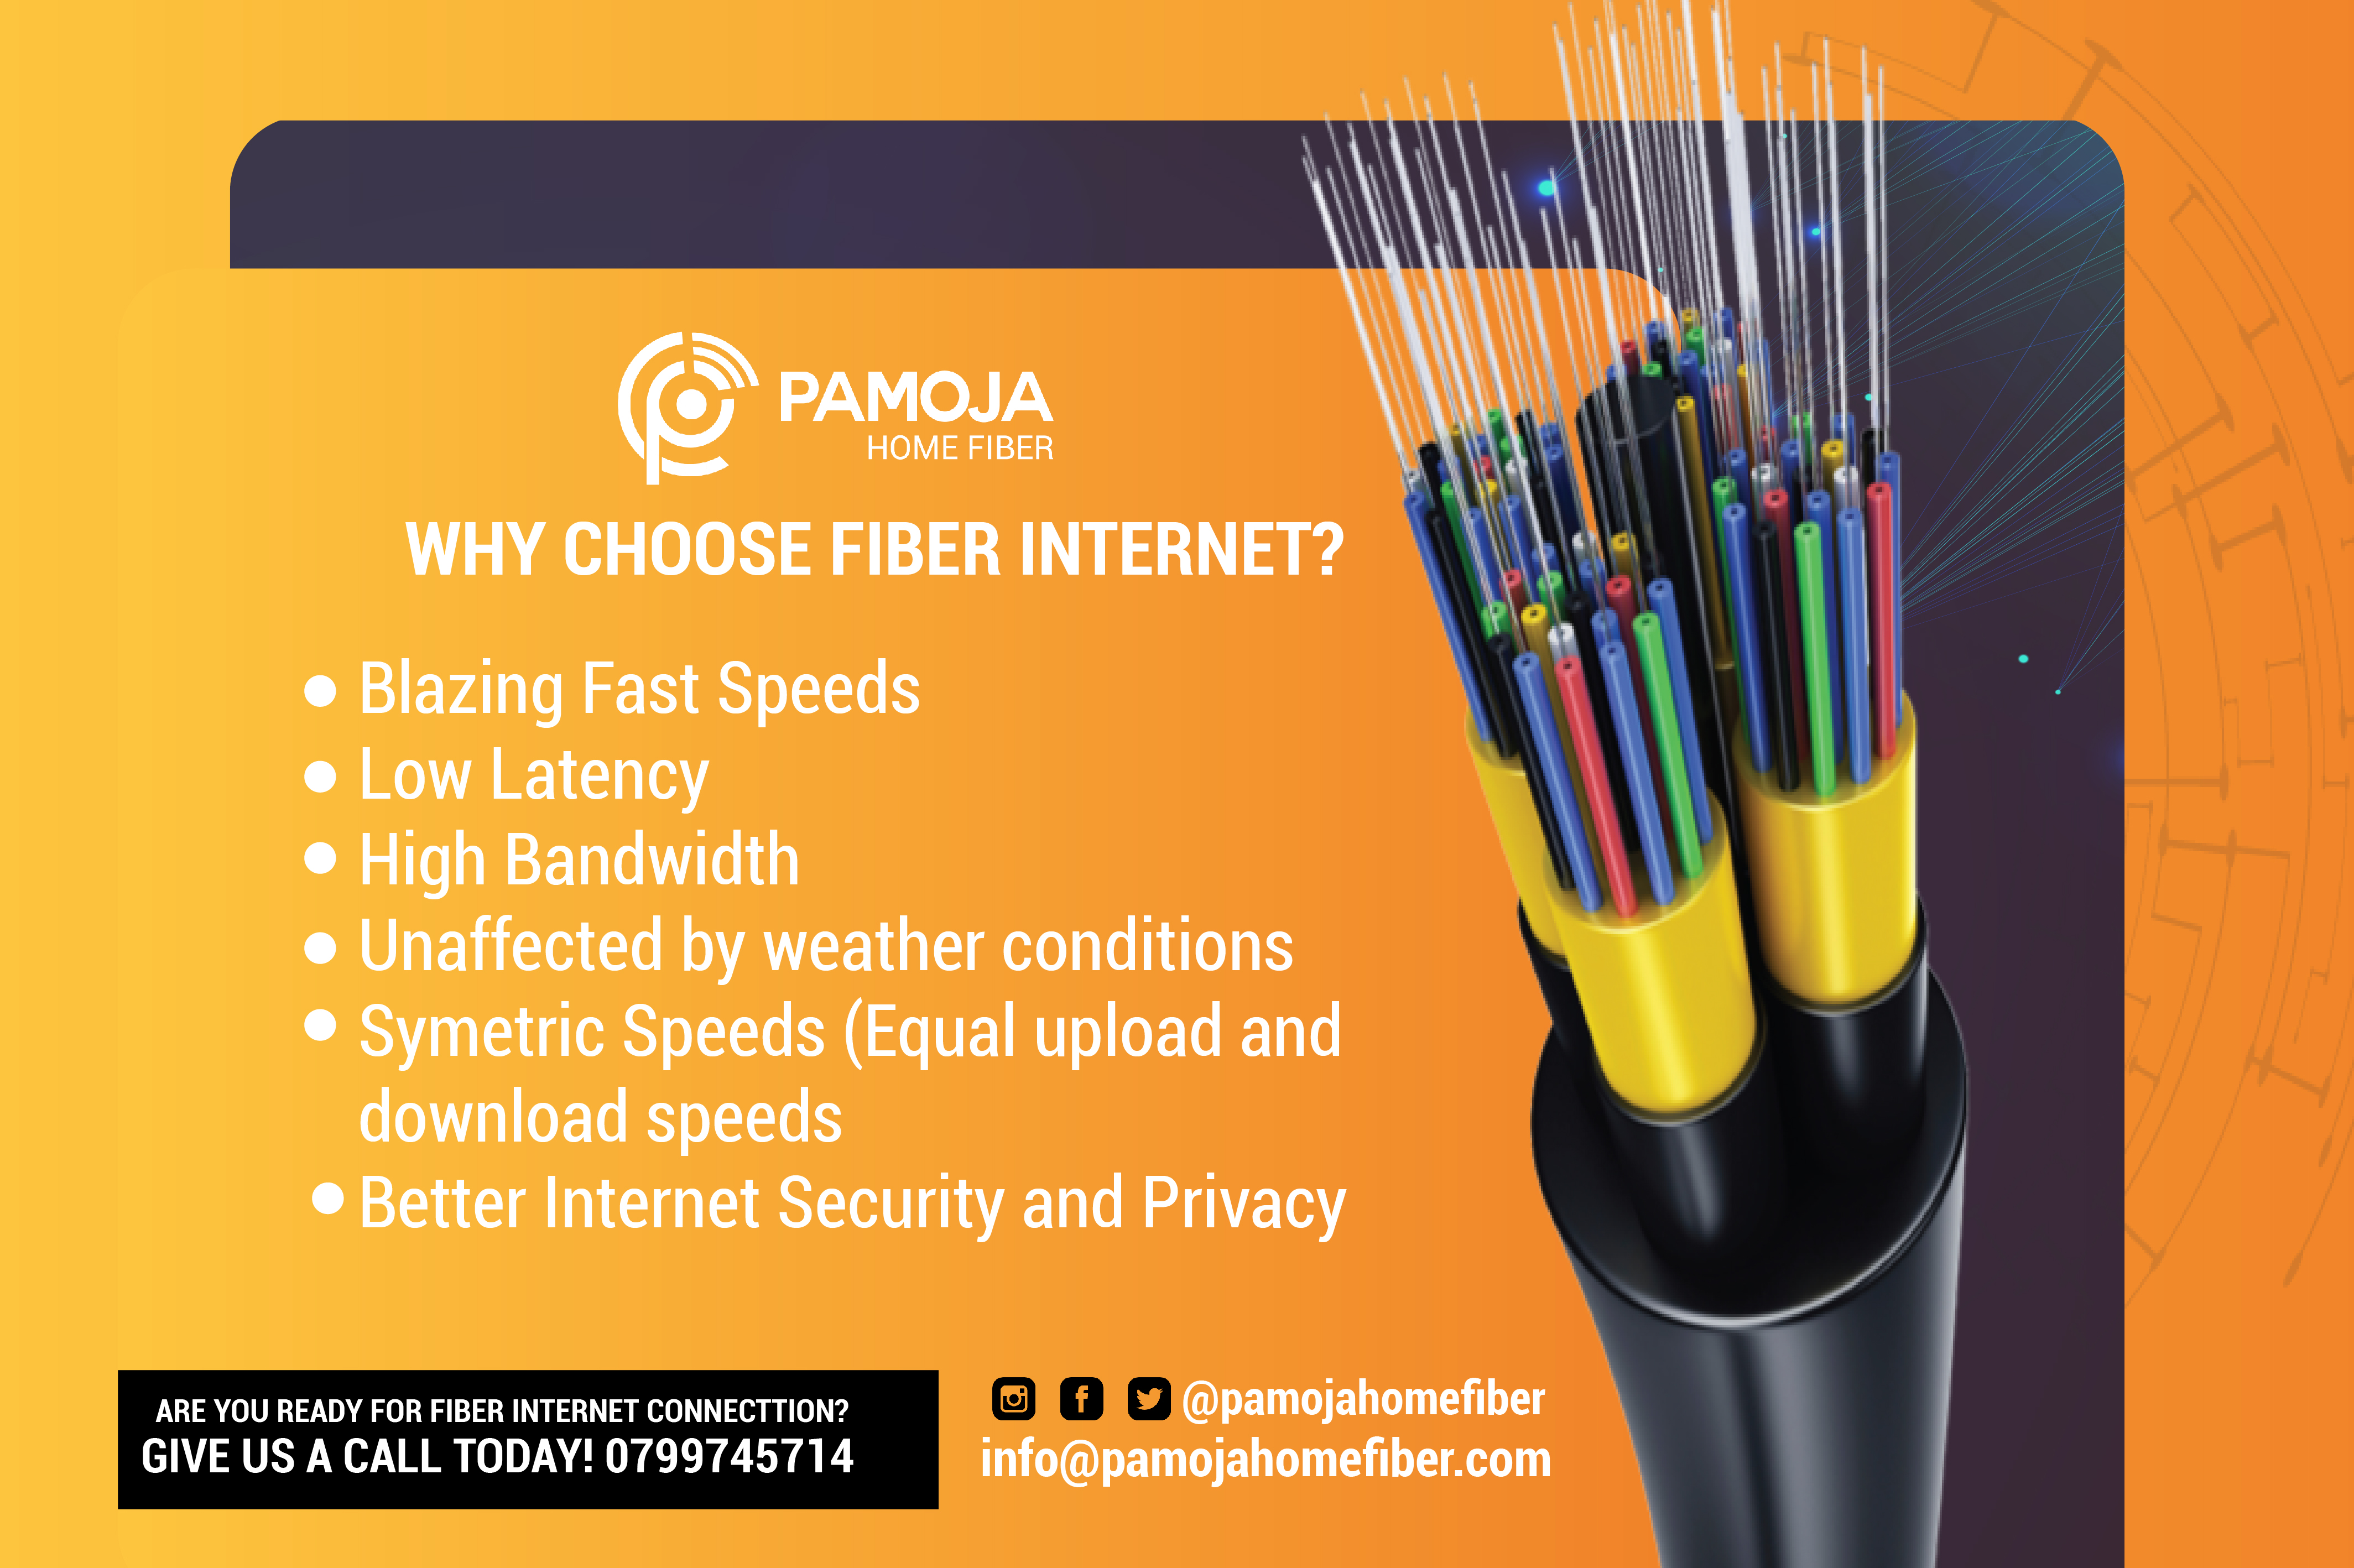 PAMOJA
HOME FIBER
WHY CHOOSE FIBER INTERNET?
Blazing Fast Speeds
Low Latency
High Bandwidth
Unaffected by weather conditions
Symetric Speeds (Equal upload and
download speeds
Better Internet Security and Privacy
ARE YOU READY FOR FIBER INTERNET CONNECTTION?
GIVE US A CALL TODAY! 0799745714
@pamojahomefiber
info@pamojahomefiber.com